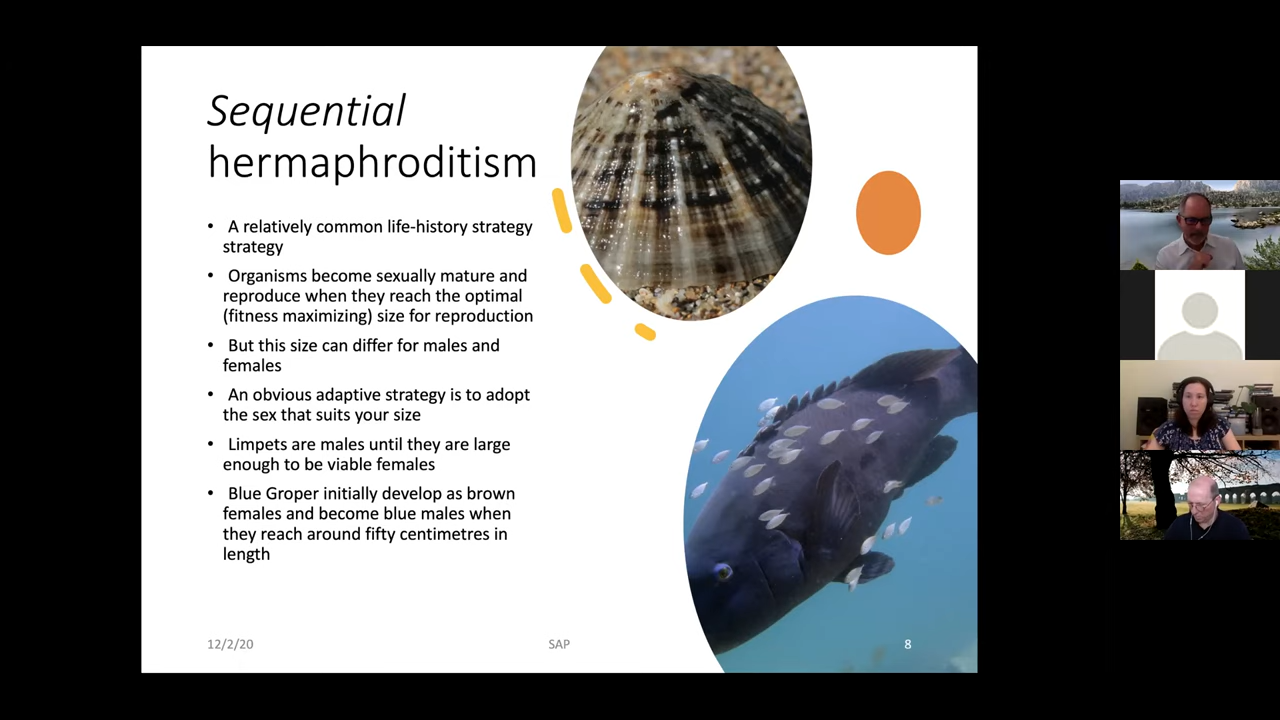 Sequential
hermaphroditism
• A relatively common life-history strategy
strategy
• Organisms become sexually mature and
reproduce when they reach the optimal
(fitness maximizing) size for reproduction
• But this size can differ for males and
females
• An obvious adaptive strategy is to adopt
the sex that suits your size
• Limpets are males until they are large
enough to be viable females
• Blue Groper initially develop as brown
females and become blue males when
they reach around fifty centimetres in
length
12/2/20
SAP
8